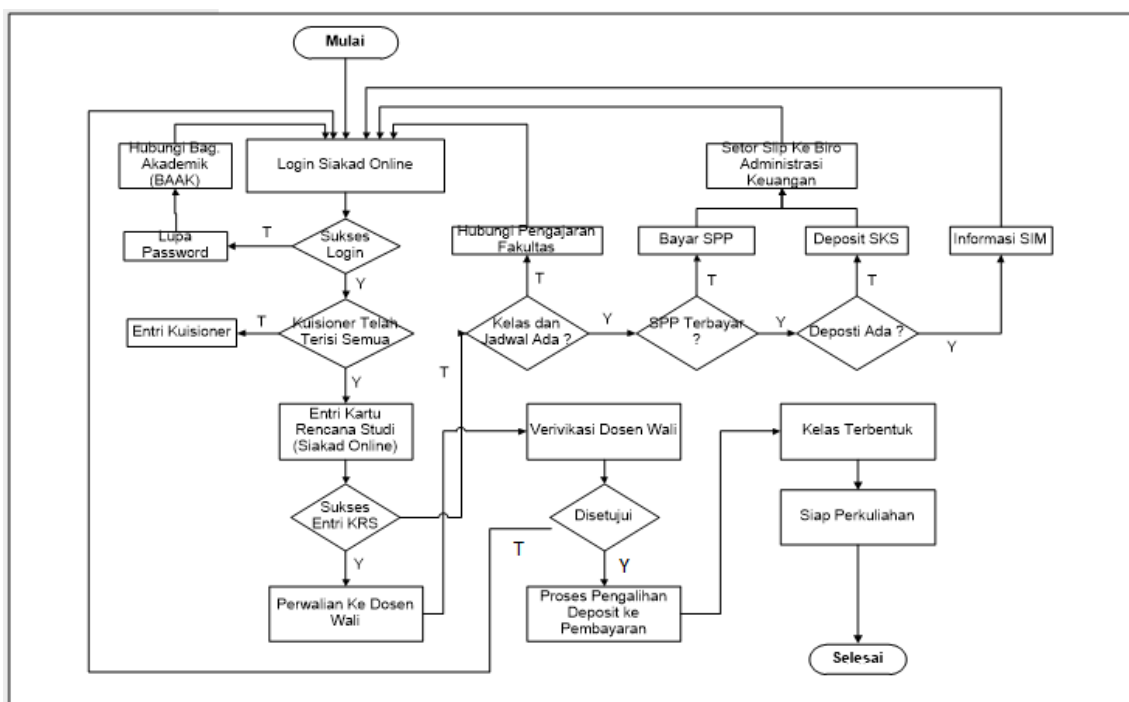 Mulai
Hubungi Bag.
Akademik
(BAAK)
Login Siakad Online
Setor Slip Ke Biro
Administrasi
Keuangan
Lupa
Password
T
Sukses
Login
Hubungi Pengajaran
Fakultas
Bayar SPP
Deposit SKS
Informasi SIM
Y
T
T
T
Entri Kuisioner
T
Kuisioner Telah
Terisi Semua
Kelas dan
Jadwal Ada ?
Y
SPP Terbayar
?
Y
Deposti Ada ?
Y
Y
T
Entri Kartu
Rencana Studi
(Siakad Online)
Verivikasi Dosen Wali
Kelas Terbentuk
Sukses
Entri KRS
Disetujui
Siap Perkuliahan
Y
T
Y
Perwalian Ke Dosen
Wali
Proses Pengalihan
Deposit ke
Pembayaran
Selesai